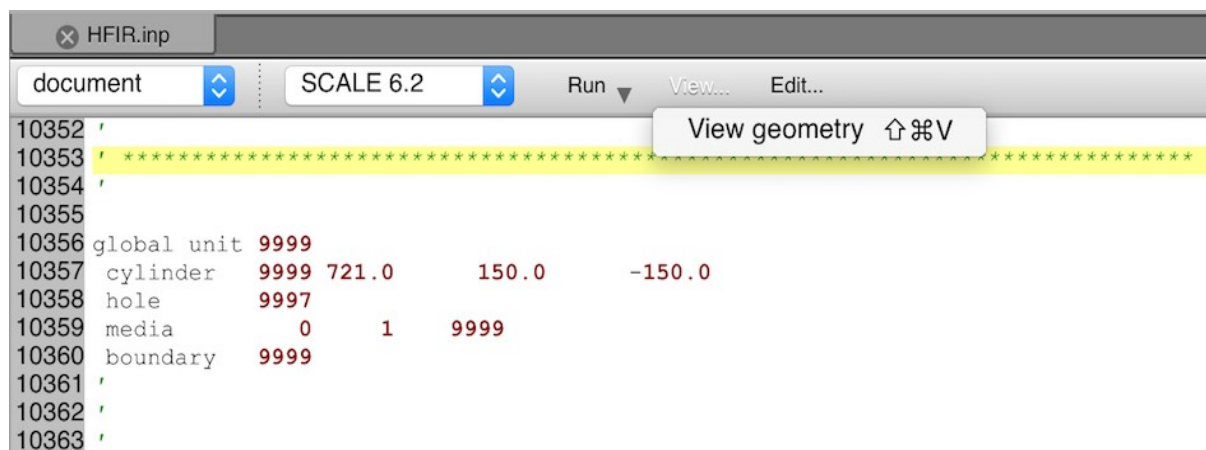 HFIR.inp
document SCALE 6.2 Run View... Edit...
View geometry ⇧⌘V
10352 '
10353 ' *******************************************************************************
10354 '
10355
10356 global unit 9999
10357 cylinder 9999 721.0 150.0 -150.0
10358 hole 9997
10359 media 0 1 9999
10360 boundary 9999
10361 '
10362 '
10363 '